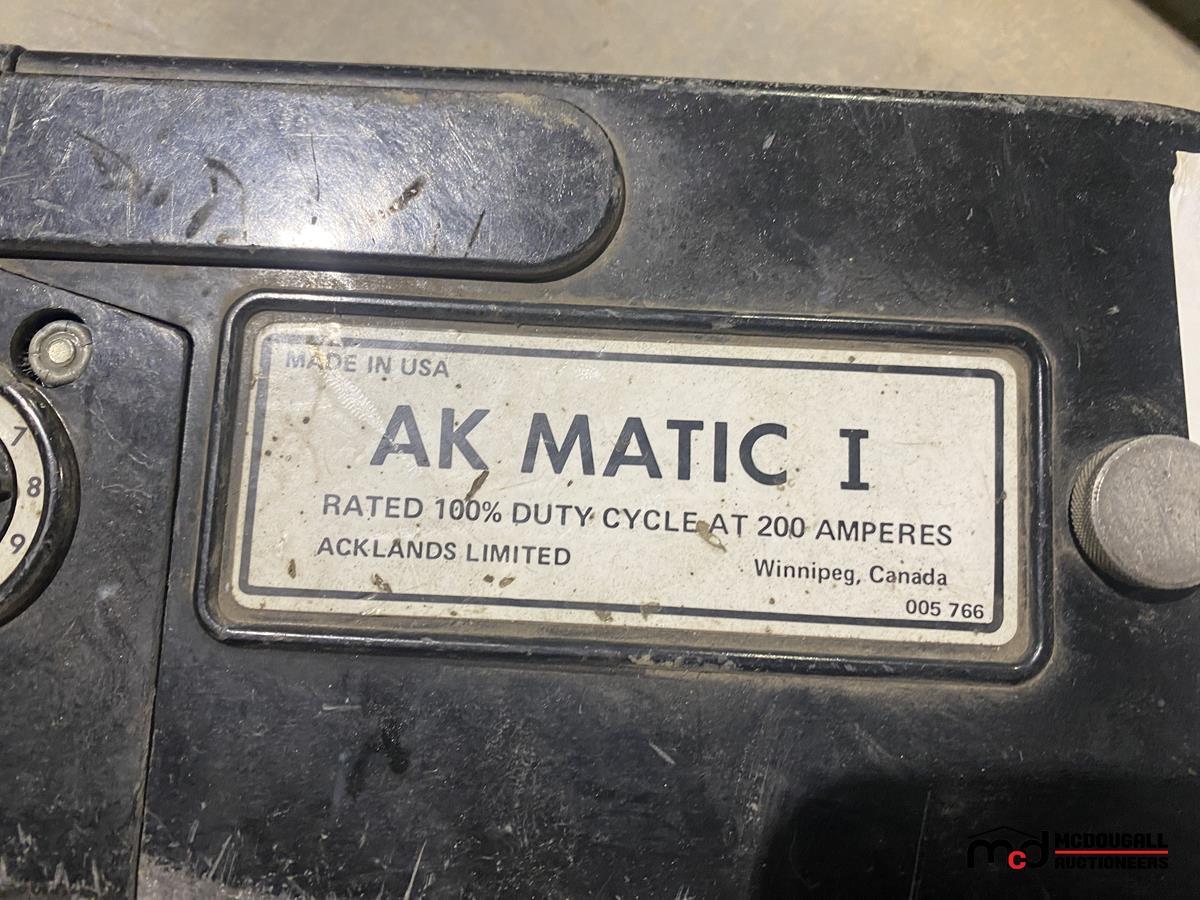 MADE IN USA
AK MATIC I
RATED 100% DUTY CYCLE AT 200 AMPERES
ACKLANDS LIMITED
Winnipeg, Canada
005 766
7
8
9
mcd MCDOUGALL
AUCTIONEERS